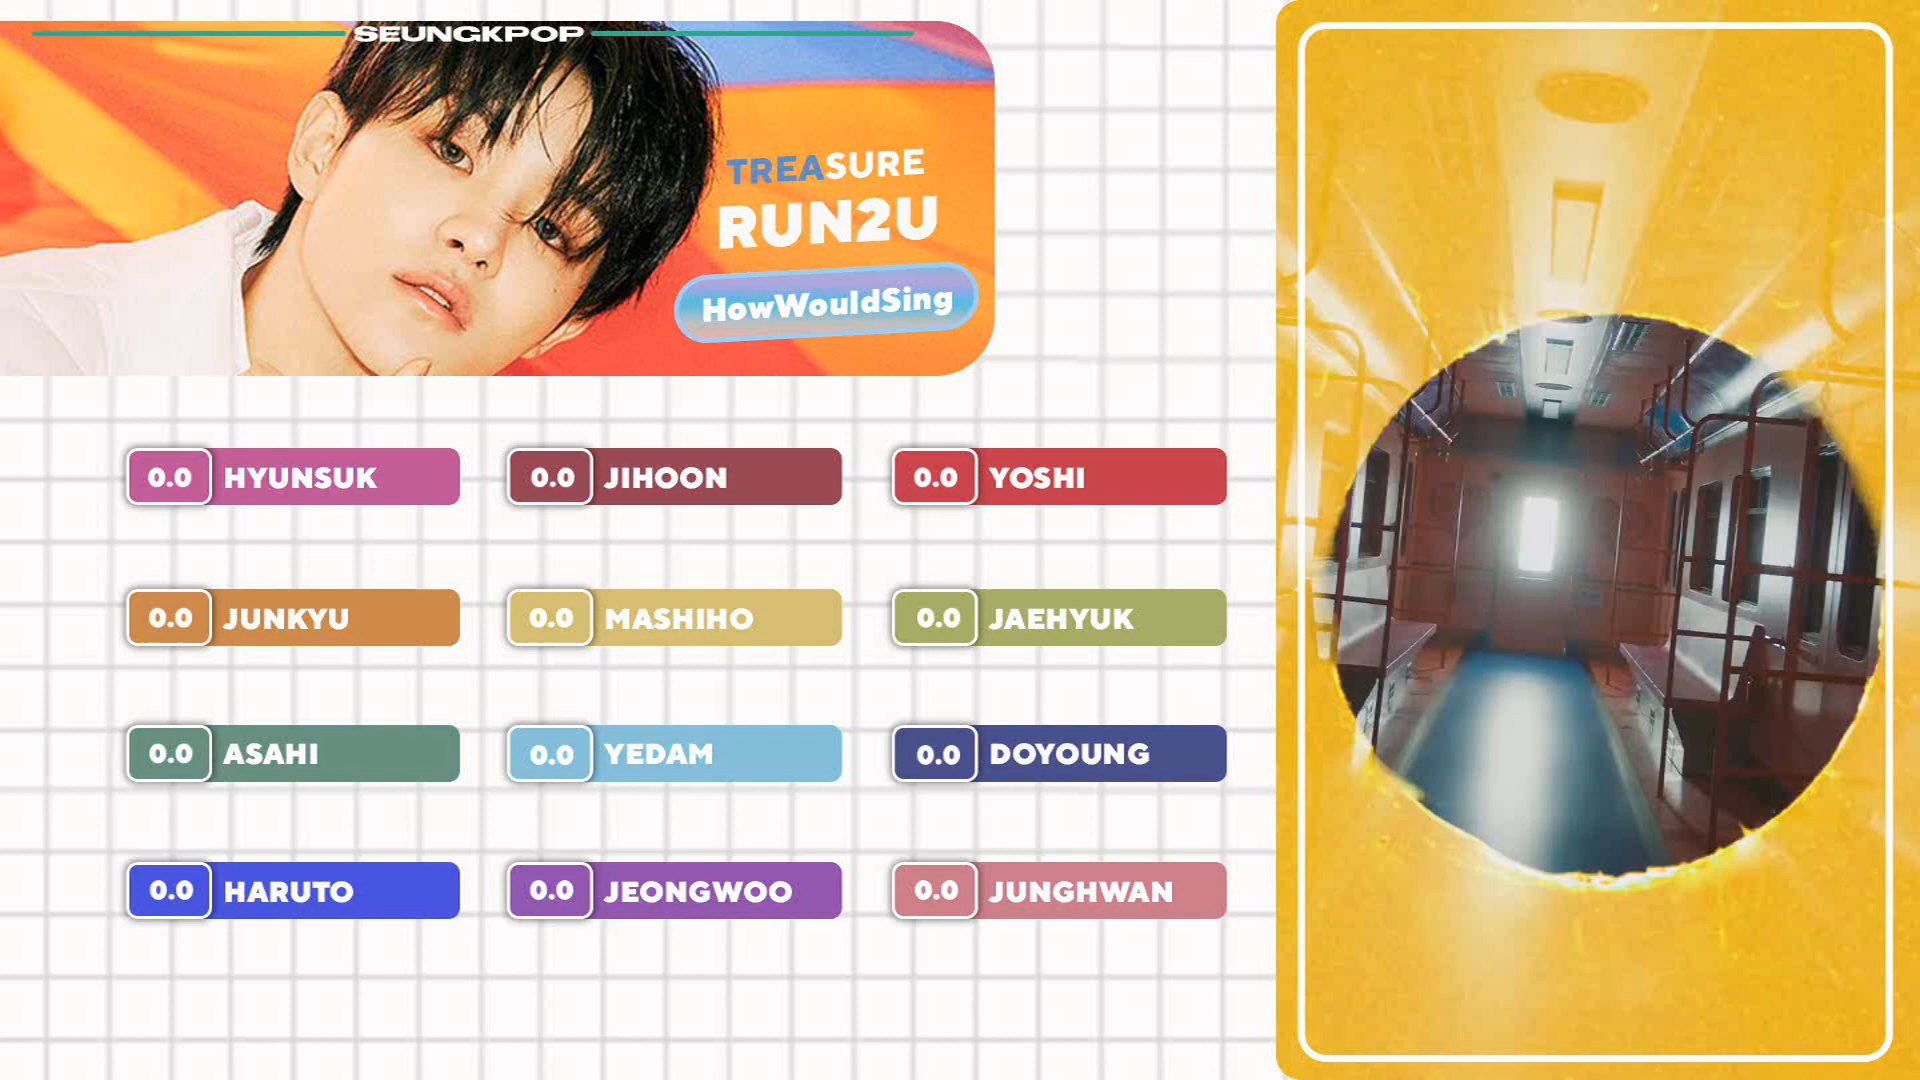 SEUNGKPOP
TREASURE
RUN2U
HowWouldSing
0.0 HYUNSUK
0.0 JIHOON
0.0 YOSHI
0.0 JUNKYU
0.0 MASHIHO
0.0 JAEHYUK
0.0 ASAHI
0.0 YEDAM
0.0 DOYOUNG
0.0 HARUTO
0.0 JEONGWOO
0.0 JUNGHWAN